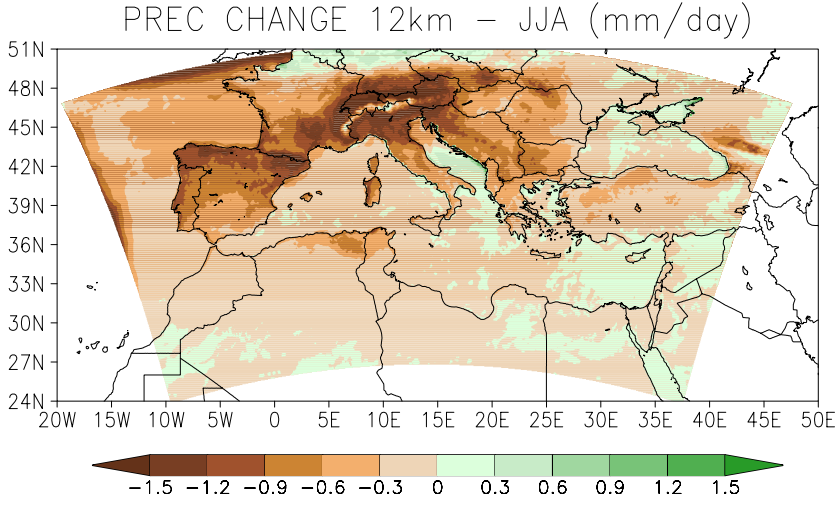 PREC CHANGE 12km – JJA (mm/day)
51N
48N
45N
42N
39N
36N
33N
30N
27N
24N
20W 15W 10W 5W 0 5E 10E 15E 20E 25E 30E 35E 40E 45E 50E
−1.5 −1.2 −0.9 −0.6 −0.3 0 0.3 0.6 0.9 1.2 1.5